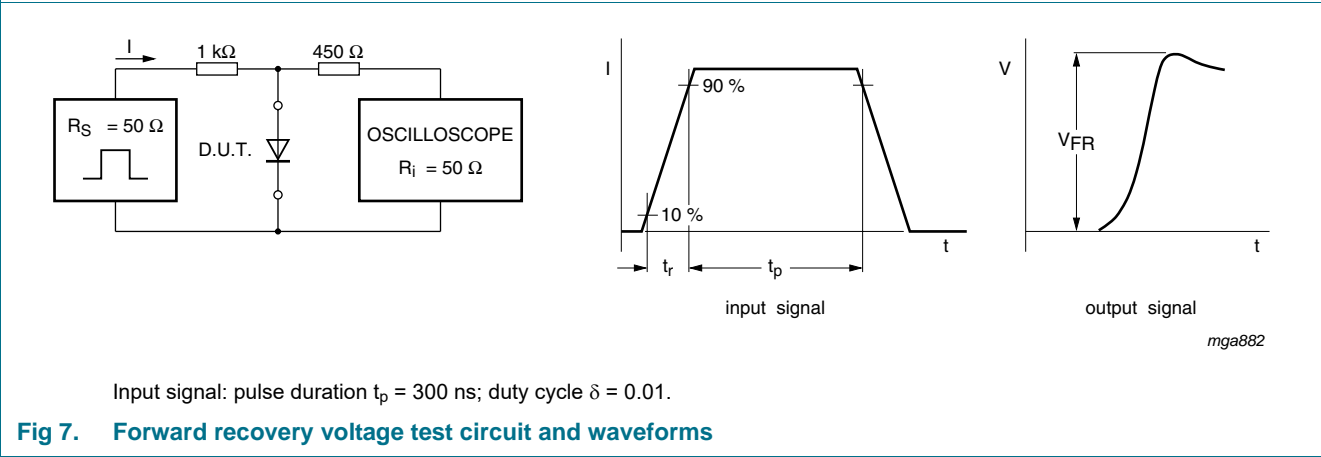 I
1 kΩ
450 Ω
R_S = 50 Ω
D.U.T.
OSCILLOSCOPE
R_i = 50 Ω
I
90 %
10 %
t
t_r
t_p
input signal
V
V_FR
t
output signal
mga882
Input signal: pulse duration t_p = 300 ns; duty cycle δ = 0.01.
Fig 7. Forward recovery voltage test circuit and waveforms